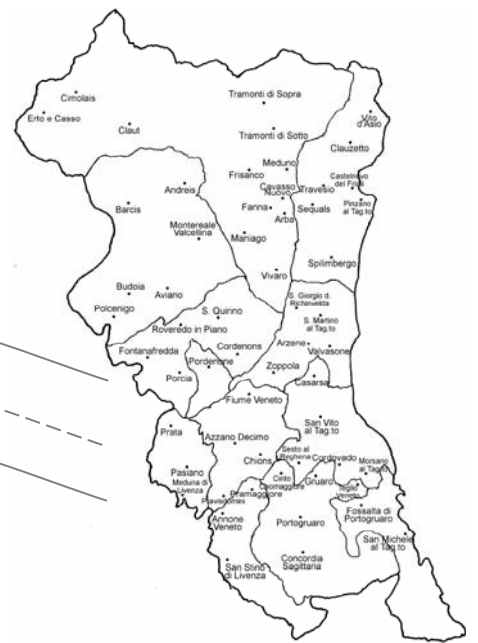 Cimolais
Erto e Casso
Claut
Tramonti di Sopra
Tramonti di Sotto
Vito
d'Asio
Clauzetto
Meduno
Frisanco
Cavasso
Nuovo
Travesio
Castelnovo
del Friuli
Andreis
Barcis
Fanna
Arba
Sequals
Pinzano
al Tag.to
Montereale
Valcellina
Maniago
Spilimbergo
Vivaro
Budoia
Aviano
Polcenigo
S. Quirino
S. Giorgio d.
Richinvelda
S. Martino
al Tag.to
Roveredo in Piano
Fontanafredda
Cordenons
Pordenone
Arzene
Valvasone
Porcia
Zoppola
Casarsa
Fiume Veneto
San Vito
al Tag.to
Prata
Azzano Decimo
Pasiano
Chions
Sesto al
Reghena
Cordovado
Morsano
al Tag.to
Meduna di
Livenza
Cinto
Caomaggiore
Gruaro
Teglio
Veneto
Pramaggiore
Annone
Veneto
Portogruaro
Fossalta di
Portogruaro
San Michele
al Tag.to
Concordia
Sagittaria
San Stino
di Livenza